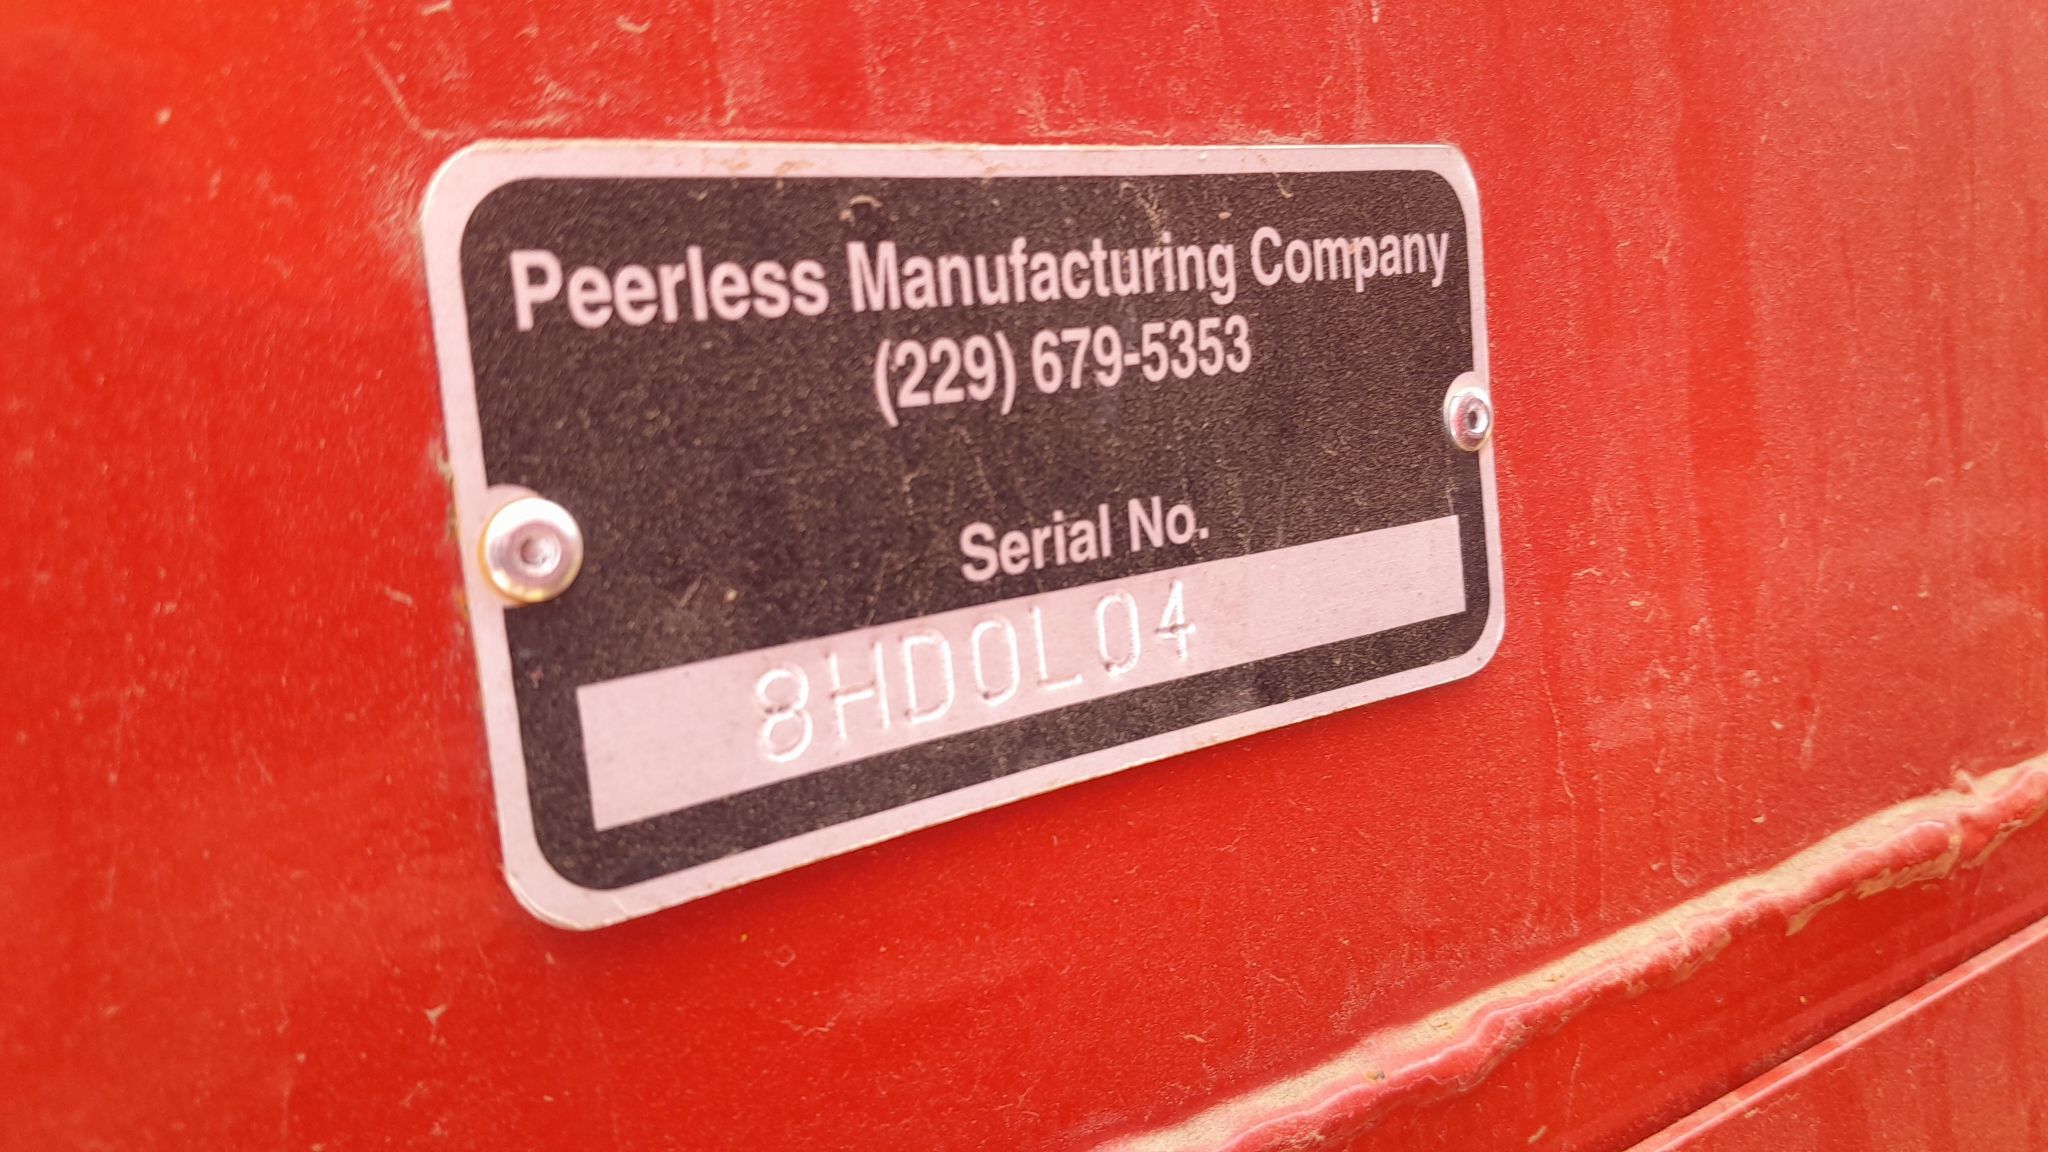 Peerless Manufacturing Company
(229) 679-5353
Serial No.
8HD0L04